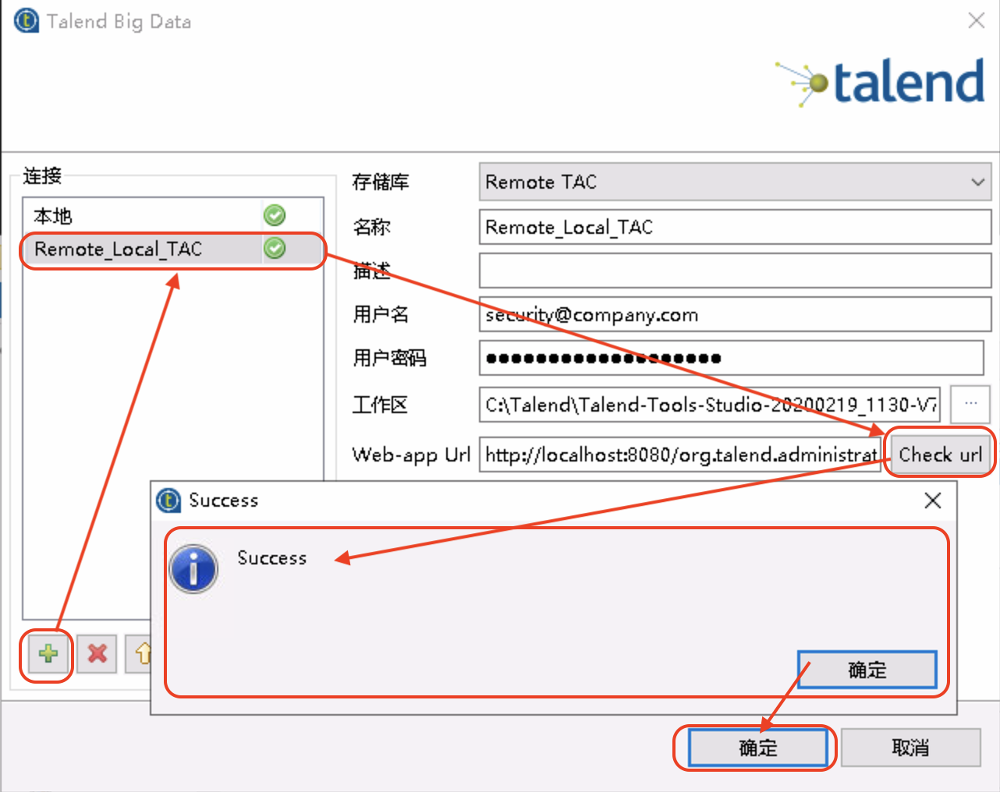 Talend Big Data
talend
连接
本地
Remote_Local_TAC
存储库
Remote TAC
名称
Remote_Local_TAC
描述
用户名
security@company.com
用户密码
工作区
C:\Talend\Talend-Tools-Studio-20200219_1130-V7
...
Web-app Url
http://localhost:8080/org.talend.administrat
Check url
Success
Success
确定
确定
取消